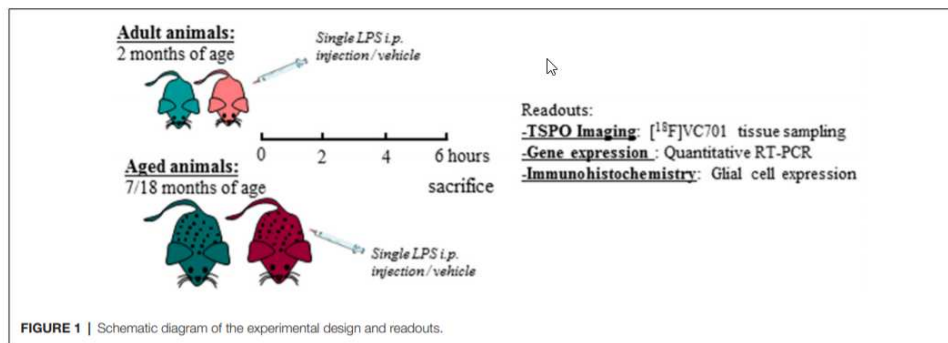 Adult animals:
2 months of age
Single LPS i.p.
injection/vehicle
0 2 4 6 hours
sacrifice
Aged animals:
7/18 months of age
Single LPS i.p.
injection/vehicle
Readouts:
-TSPO Imaging: [18F]VC701 tissue sampling
-Gene expression : Quantitative RT-PCR
-Immunohistochemistry: Glial cell expression
FIGURE 1 | Schematic diagram of the experimental design and readouts.